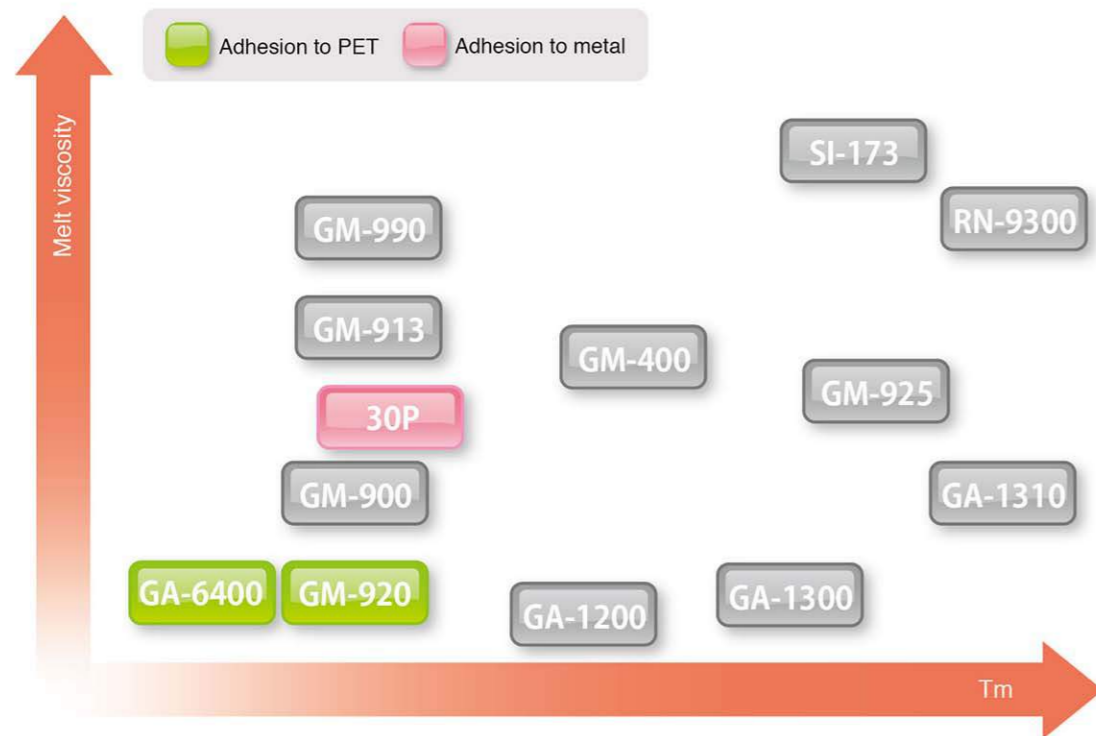 Adhesion to PET
Adhesion to metal
Melt viscosity
SI-173
RN-9300
GM-990
GM-913
GM-400
GM-925
30P
GM-900
GA-1310
GA-6400
GM-920
GA-1200
GA-1300
Tm